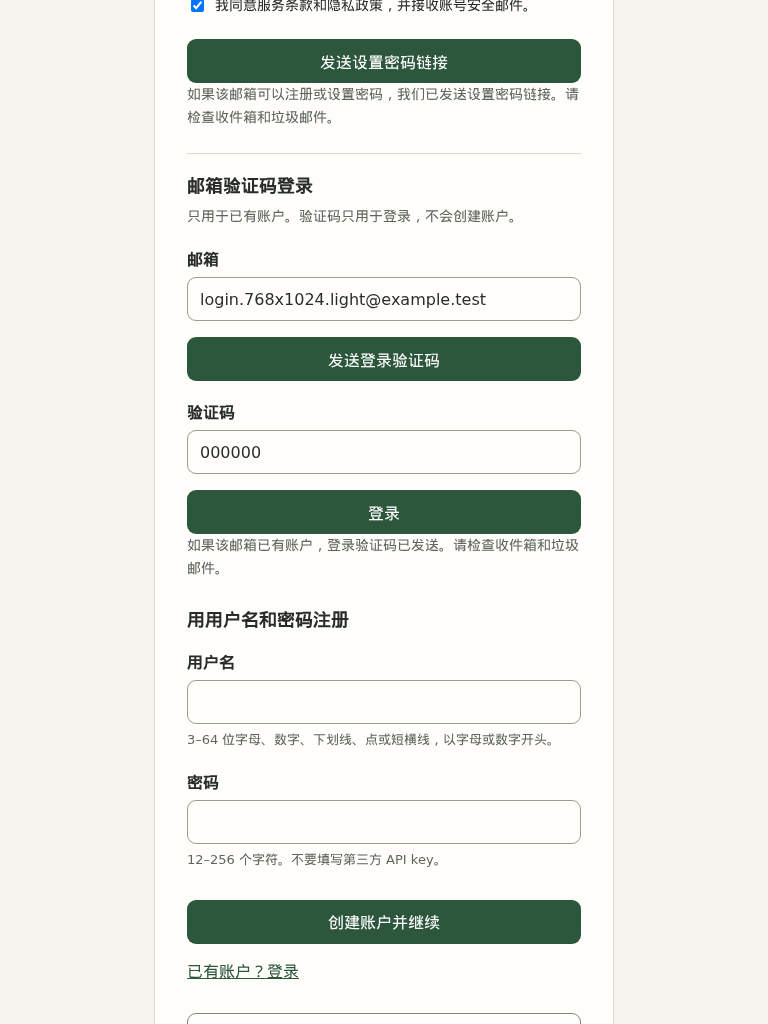 我同意服务条款和隐私政策，并接收账号安全邮件。
发送设置密码链接
如果该邮箱可以注册或设置密码，我们已发送设置密码链接。请
检查收件箱和垃圾邮件。
邮箱验证码登录
只用于已有账户。验证码只用于登录，不会创建账户。
邮箱
login.768x1024.light@example.test
发送登录验证码
验证码
000000
登录
如果该邮箱已有账户，登录验证码已发送。请检查收件箱和垃圾
邮件。
用用户名和密码注册
用户名
3–64 位字母、数字、下划线、点或短横线，以字母或数字开头。
密码
12–256 个字符。不要填写第三方 API key。
创建账户并继续
已有账户？登录